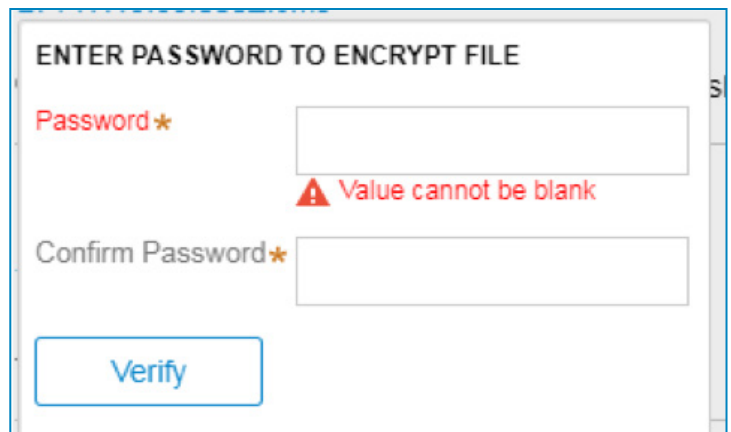 ENTER PASSWORD TO ENCRYPT FILE
Password*
Value cannot be blank
Confirm Password*
Verify